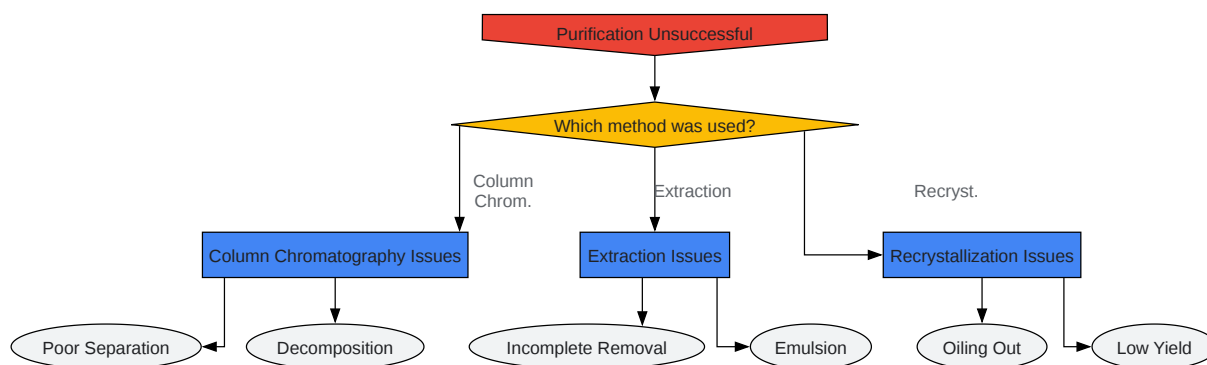 Purification Unsuccessful
Which method was used?
Column
Chrom.
Extraction
Recryst.
Column Chromatography Issues
Extraction Issues
Recrystallization Issues
Poor Separation
Decomposition
Incomplete Removal
Emulsion
Oiling Out
Low Yield